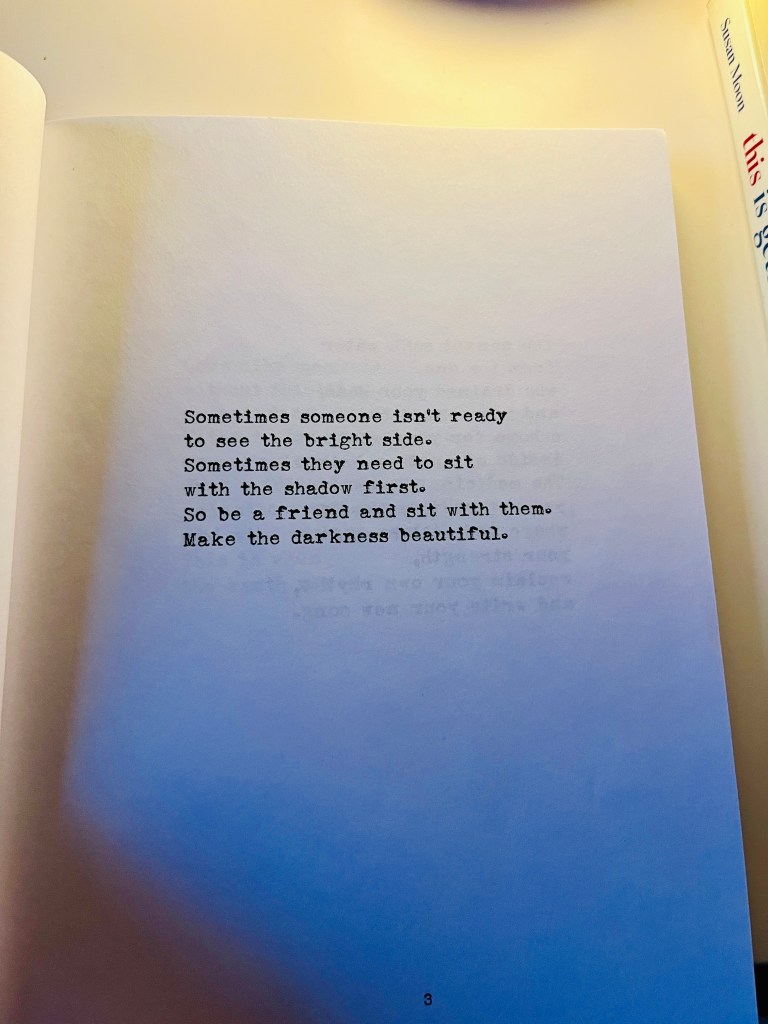 Sometimes someone isn't ready
to see the bright side.
Sometimes they need to sit
with the shadow first.
So be a friend and sit with them.
Make the darkness beautiful.
3
Susan Moon
this is